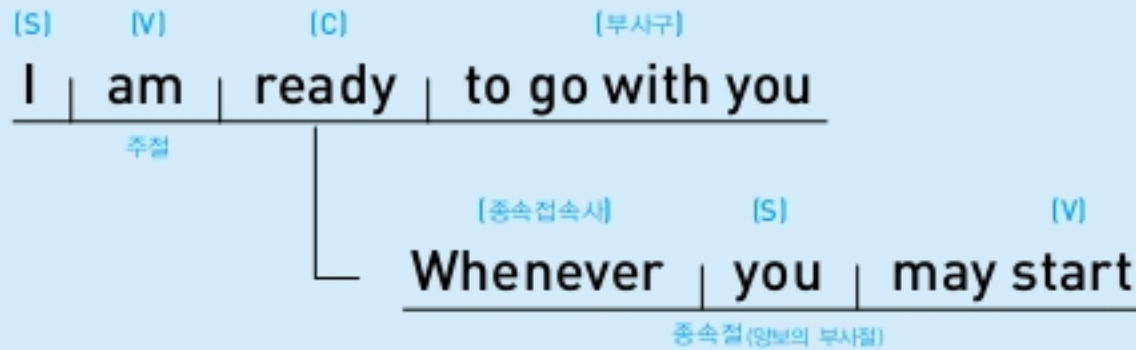 (S) (V) (C) (부사구)
I am ready to go with you
주절
(종속접속사) (S) (V)
Whenever you may start
종속절(양보의 부사절)